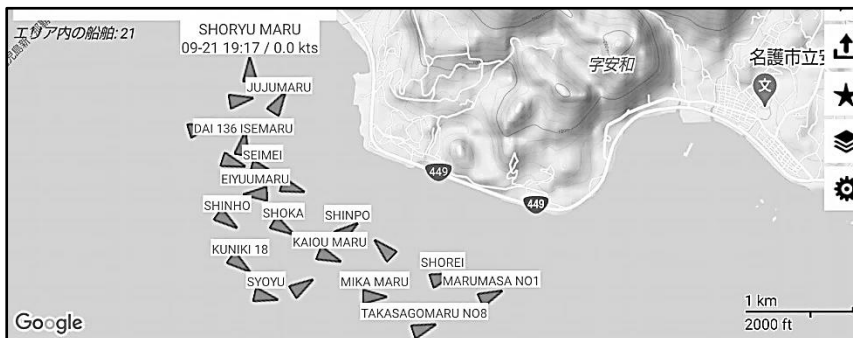 エリア内の船舶: 21
SHORYU MARU
09-21 19:17 / 0.0 kts
JUJUMARU
DAI 136 ISEMARU
SEIMEI
EIYUUMARU
SHINHO
SHOKA
SHINPO
KAIOU MARU
KUNIKI 18
SYOYU
MIKA MARU
SHOREI
MARUMASA NO1
TAKASAGOMARU NO8
字安和
名護市立安
文
449
449
1 km
2000 ft
Google